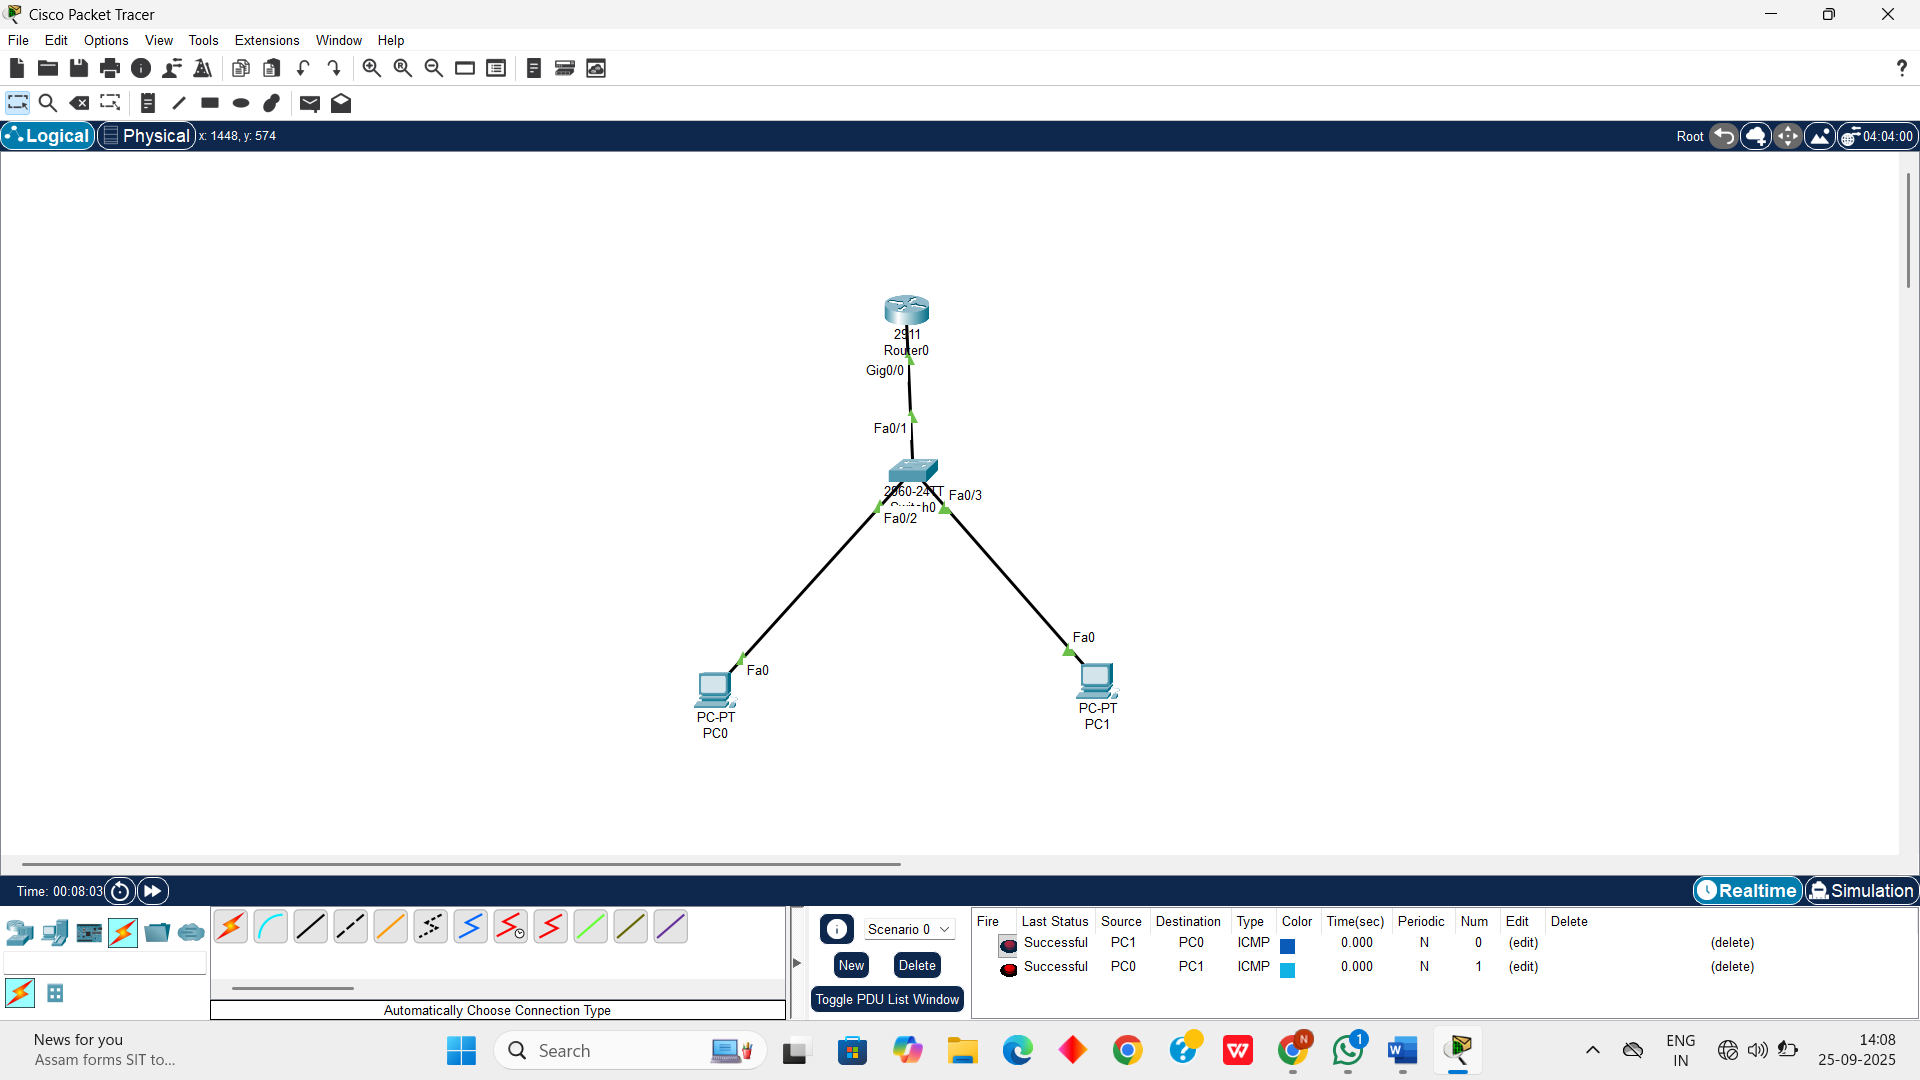 Cisco Packet Tracer
File Edit Options View Tools Extensions Window Help
?
Logical Physical x: 1448, y: 574 Root 04:04:00
2911
Router0
Gig0/0
Fa0/1
2960-24TT
Fa0/3
Fa0/2
Fa0
Fa0
PC-PT
PC0
PC-PT
PC1
Time: 00:08:03 Realtime Simulation
Scenario 0
New Delete
Toggle PDU List Window
Automatically Choose Connection Type
Fire Last Status Source Destination Type Color Time(sec) Periodic Num Edit Delete
Successful PC1 PC0 ICMP 0.000 N 0 (edit) (delete)
Successful PC0 PC1 ICMP 0.000 N 1 (edit) (delete)
News for you
Assam forms SIT to...
Search
N
1
ENG
IN
14:08
25-09-2025